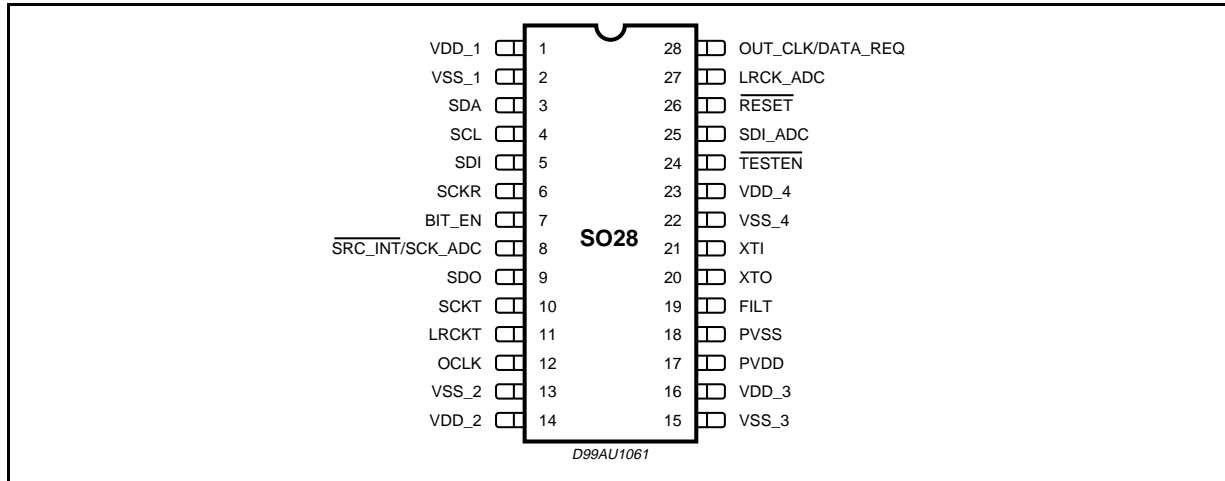 VDD_1 1 28 OUT_CLK/DATA_REQ
VSS_1 2 27 LRCK_ADC
SDA 3 26 RESET
SCL 4 25 SDI_ADC
SDI 5 24 TESTEN
SCKR 6 23 VDD_4
BIT_EN 7 22 VSS_4
SO28
SRC_INT/SCK_ADC 8 21 XTI
SDO 9 20 XTO
SCKT 10 19 FILT
LRCKT 11 18 PVSS
OCLK 12 17 PVDD
VSS_2 13 16 VDD_3
VDD_2 14 15 VSS_3
D99AU1061